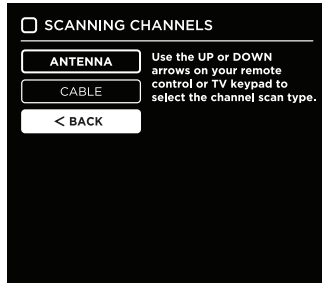 SCANNING CHANNELS
ANTENNA
CABLE
< BACK
Use the UP or DOWN
arrows on your remote
control or TV keypad to
select the channel scan type.